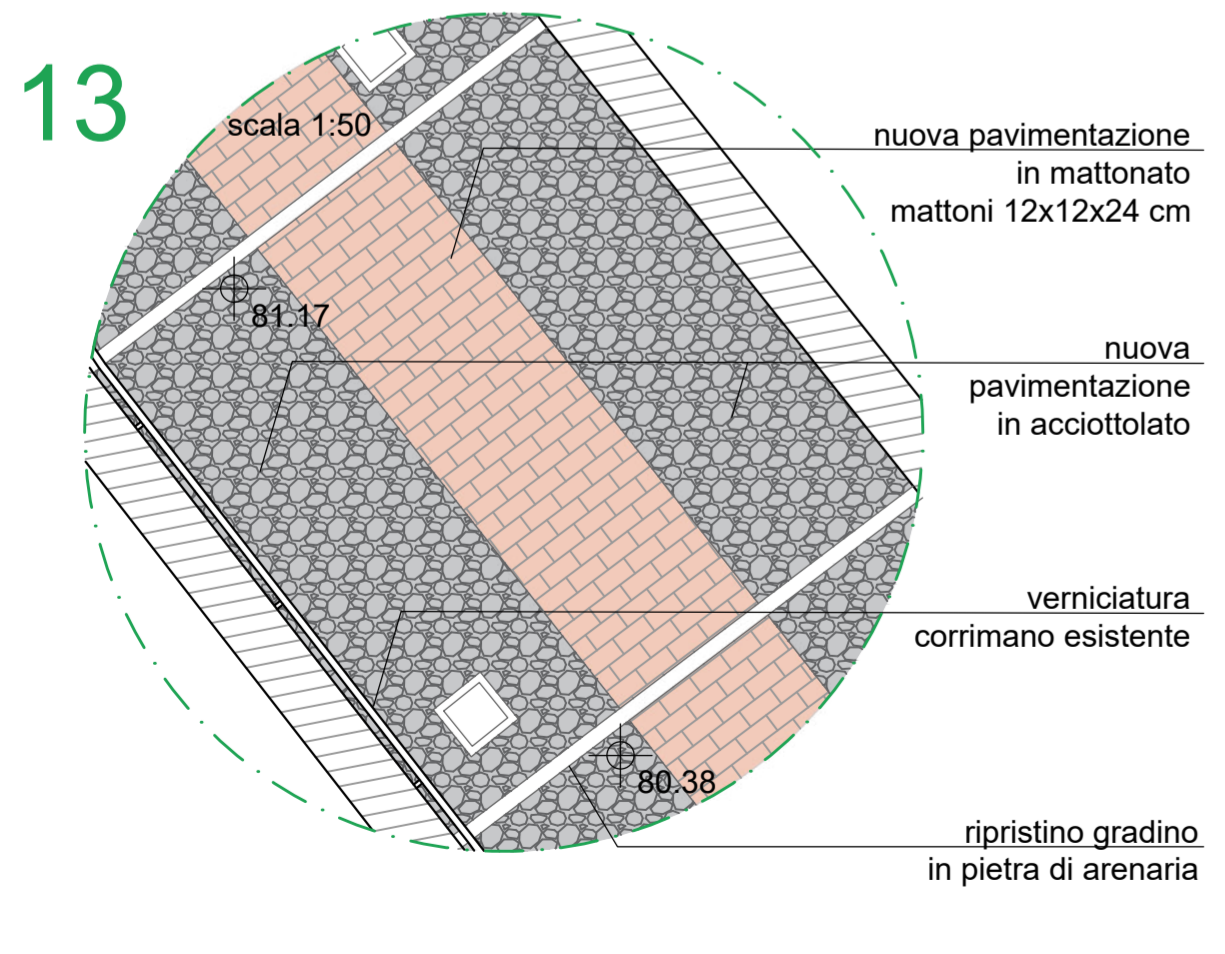 13
scala 1:50
nuova pavimentazione
in mattonato
mattoni 12x12x24 cm
81.17
nuova
pavimentazione
in acciottolato
verniciatura
corrimano esistente
80.38
ripristino gradino
in pietra di arenaria